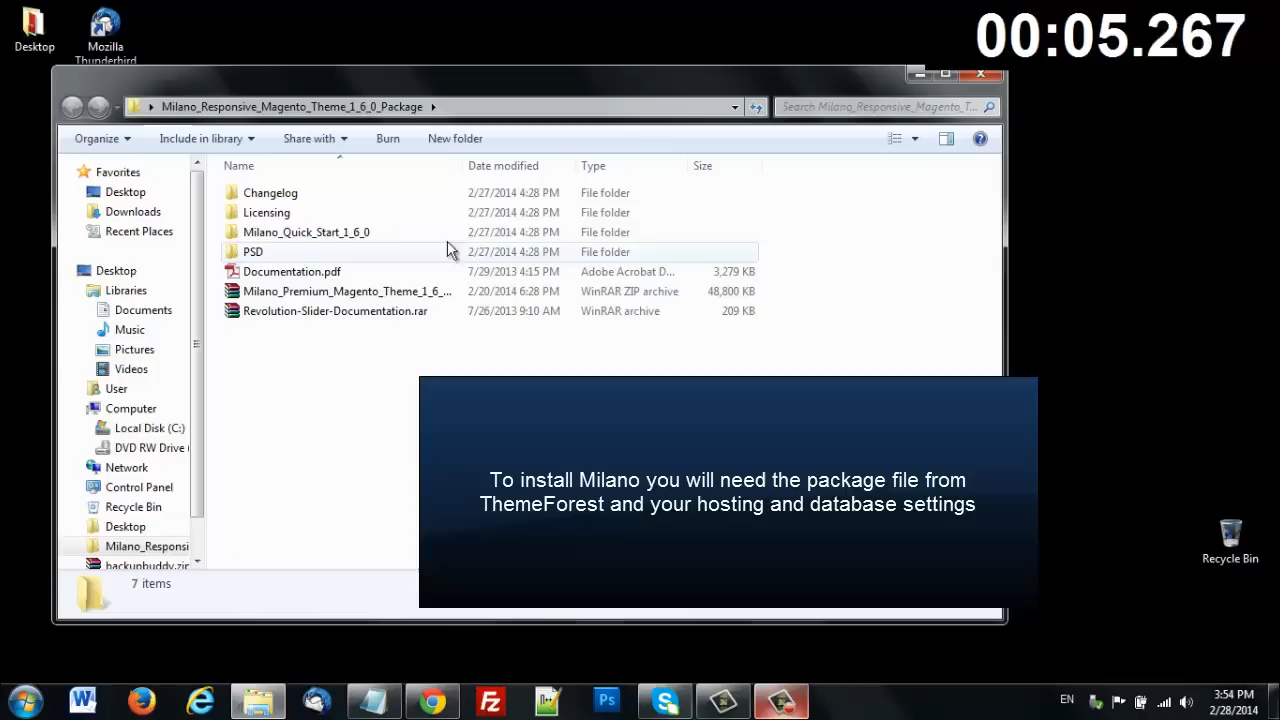 Desktop
Mozilla
Thunderbird
00:05.267
Milano_Responsive_Magento_Theme_1_6_0_Package
Search Milano_Responsive_Magento_T...
Organize
Include in library
Share with
Burn
New folder
Name
Date modified
Type
Size
Favorites
Desktop
Downloads
Recent Places
Desktop
Libraries
Documents
Music
Pictures
Videos
User
Computer
Local Disk (C:)
DVD RW Drive (
Network
Control Panel
Recycle Bin
Desktop
Milano_Responsi
backupbuddy.zip
Changelog 2/27/2014 4:28 PM File folder
Licensing 2/27/2014 4:28 PM File folder
Milano_Quick_Start_1_6_0 2/27/2014 4:28 PM File folder
PSD 2/27/2014 4:28 PM File folder
Documentation.pdf 7/29/2013 4:15 PM Adobe Acrobat D... 3,279 KB
Milano_Premium_Magento_Theme_1_6_... 2/20/2014 6:28 PM WinRAR ZIP archive 48,800 KB
Revolution-Slider-Documentation.rar 7/26/2013 9:10 AM WinRAR archive 209 KB
To install Milano you will need the package file from
ThemeForest and your hosting and database settings
7 items
Recycle Bin
EN
3:54 PM
2/28/2014